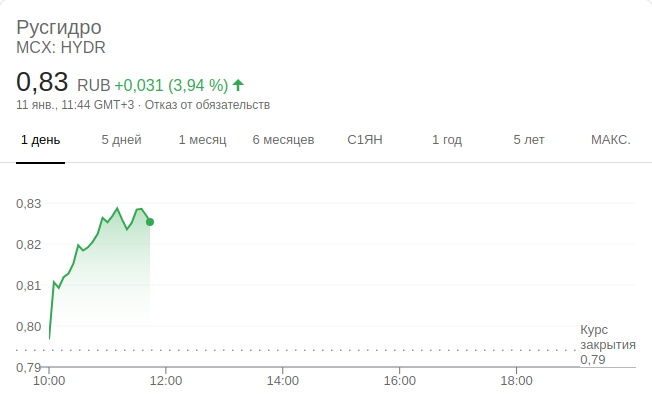 Русгидро
MCX: HYDR
0,83 RUB +0,031 (3,94 %)
11 янв., 11:44 GMT+3 · Отказ от обязательств
1 день 5 дней 1 месяц 6 месяцев С1ЯН 1 год 5 лет МАКС.
0,83
0,82
0,81
0,80
0,79
Курс
закрытия
0,79
10:00 12:00 14:00 16:00 18:00